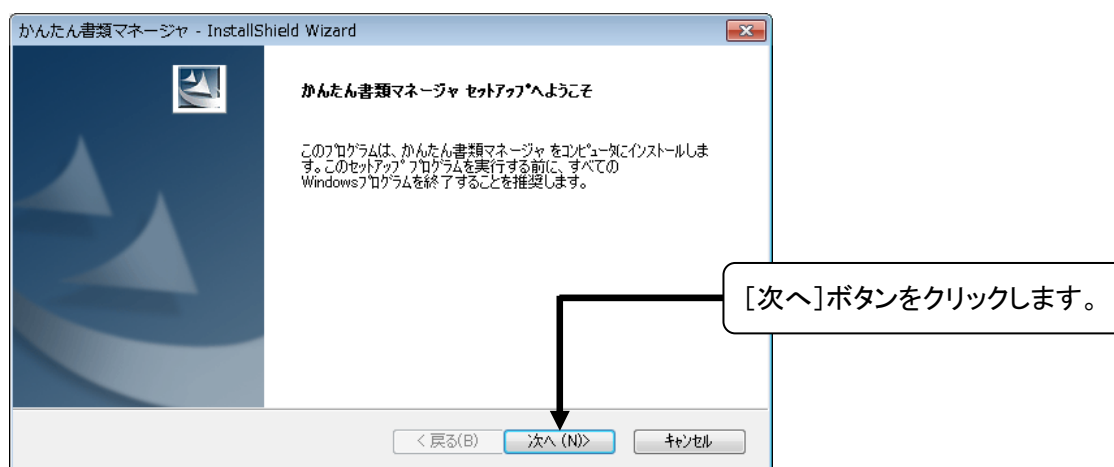 かんたん書類マネージャ - InstallShield Wizard
かんたん書類マネージャ セットアップへようこそ
このプログラムは、かんたん書類マネージャ をコンピュータにインストールしま
す。このセットアップ プログラムを実行する前に、すべての
Windowsプログラムを終了することを推奨します。
[次へ]ボタンをクリックします。
< 戻る(B)
次へ (N)>
キャンセル